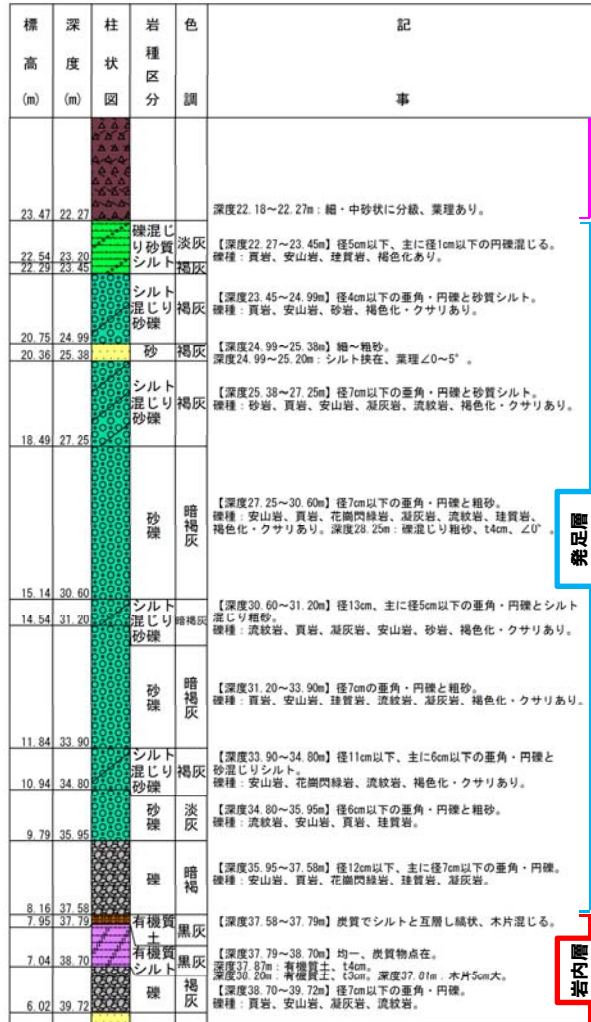 標高(m) 深度(m) 柱状図 岩種区分 色調 記事
深度22.18～22.27m：細・中砂状に分級、葉理あり。
23.47 22.27
礫混じり砂質シルト 淡灰
【深度22.27～23.45m】径5cm以下、主に径1cm以下の円礫混じる。
礫種：頁岩、安山岩、珪質岩、褐色化あり。
22.54 23.20
褐灰
22.29 23.45
シルト混じり砂礫 褐灰
【深度23.45～24.99m】径4cm以下の亜角・円礫と砂質シルト。
礫種：頁岩、安山岩、砂岩、褐色化・クサリあり。
20.75 24.99
砂 褐灰
【深度24.99～25.38m】細～粗砂。
深度24.99～25.20m：シルト挟在、葉理∠0～5°。
20.36 25.38
シルト混じり砂礫 褐灰
【深度25.38～27.25m】径7cm以下の亜角・円礫と砂質シルト。
礫種：砂岩、頁岩、安山岩、凝灰岩、流紋岩、褐色化・クサリあり。
18.49 27.25
砂礫 暗褐灰
【深度27.25～30.60m】径7cm以下の亜角・円礫と粗砂。
礫種：安山岩、頁岩、花崗閃緑岩、凝灰岩、流紋岩、珪質岩、
褐色化・クサリあり。深度28.25m：礫混じり粗砂、t4cm、∠0°。
発足層
15.14 30.60
シルト混じり砂礫 暗褐灰
【深度30.60～31.20m】径13cm、主に径5cm以下の亜角・円礫とシルト
混じり粗砂。
礫種：流紋岩、頁岩、凝灰岩、安山岩、砂岩、褐色化・クサリあり。
14.54 31.20
砂礫 暗褐灰
【深度31.20～33.90m】径7cmの亜角・円礫と粗砂。
礫種：頁岩、安山岩、珪質岩、流紋岩、凝灰岩、褐色化・クサリあり。
11.84 33.90
シルト混じり砂礫 褐灰
【深度33.90～34.80m】径11cm以下、主に6cm以下の亜角・円礫と
砂混じりシルト。
礫種：安山岩、花崗閃緑岩、流紋岩、褐色化・クサリあり。
10.94 34.80
砂礫 淡灰
【深度34.80～35.95m】径6cm以下の亜角・円礫と粗砂。
礫種：流紋岩、安山岩、頁岩、珪質岩。
9.79 35.95
礫 暗褐
【深度35.95～37.58m】径12cm以下、主に7cm以下の亜角・円礫。
礫種：安山岩、頁岩、花崗閃緑岩、珪質岩、凝灰岩。
8.16 37.58
有機質土 黒灰
【深度37.58～37.79m】炭質でシルトと互層し縞状、木片混じる。
7.95 37.79
有機質シルト 黒灰
【深度37.79～38.70m】均一、炭質物点在。
深度37.87m：有機質土、t4cm。
深度38.20m：有機質土、t3cm。深度37.81m：木片5cm大。
岩内層
7.04 38.70
礫 褐灰
【深度38.70～39.72m】径7cm以下の亜角・円礫。
礫種：頁岩、安山岩、凝灰岩、流紋岩。
6.02 39.72